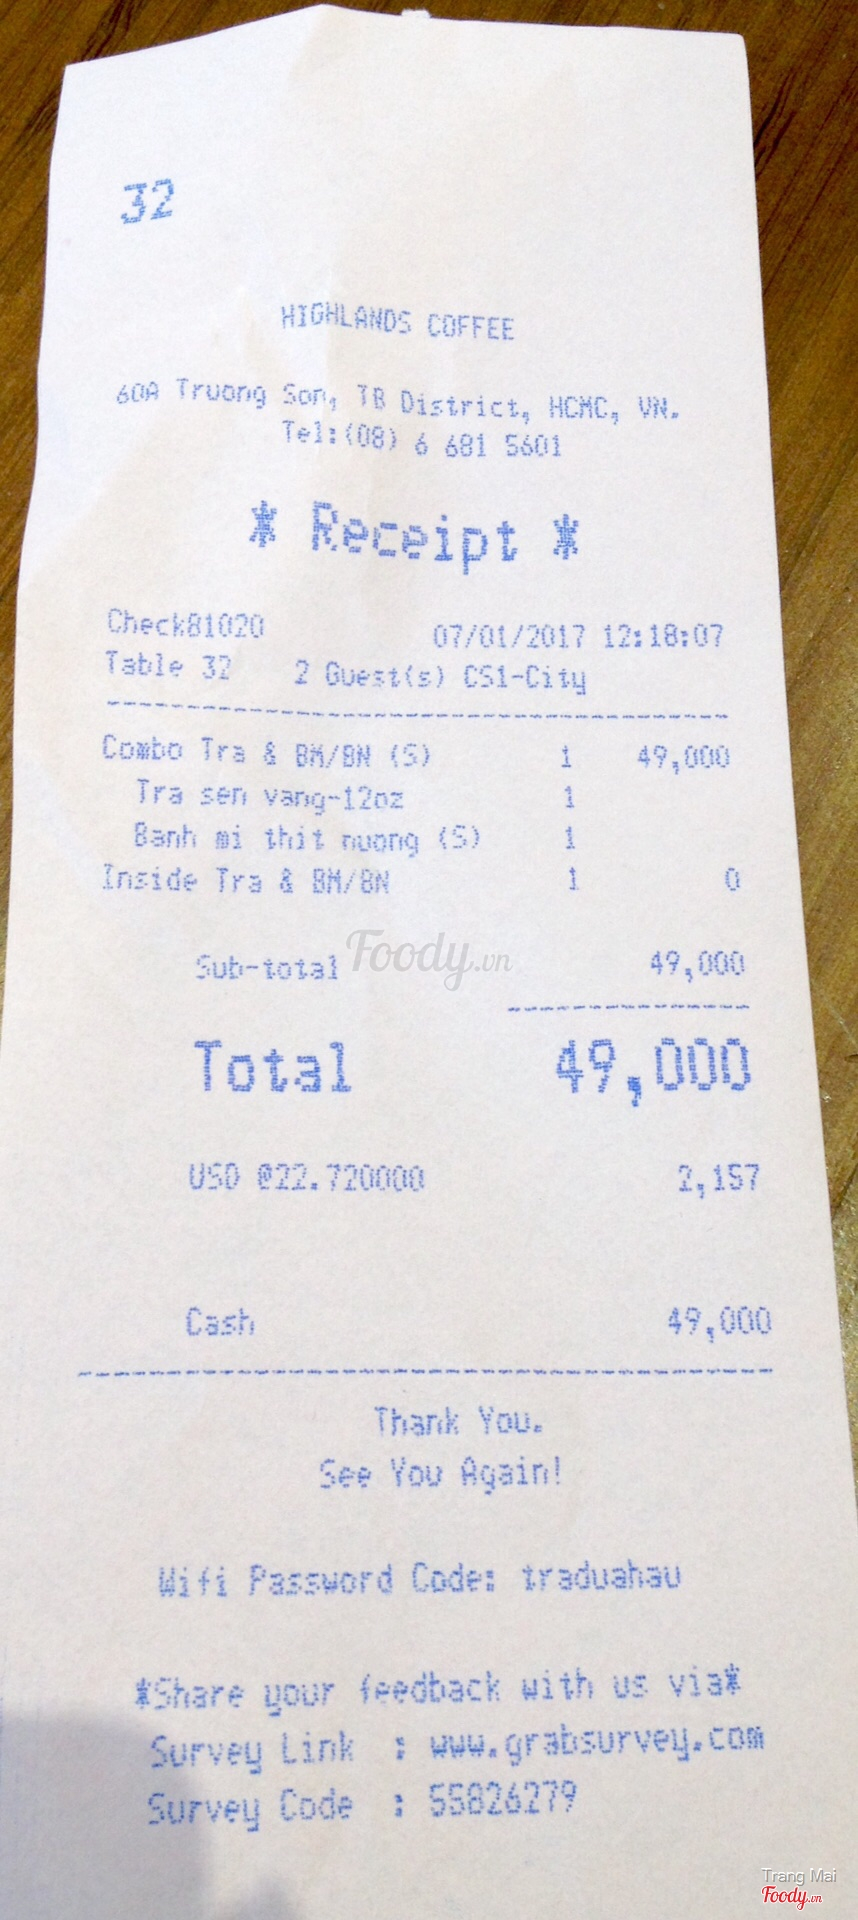 32
HIGHLANDS COFFEE
60A Truong Son, TB District, HCMC, VN.
Tel:(08) 6 681 5601
* Receipt *
Check81020 07/01/2017 12:18:07
Table 32 2 Guest(s) CS1-City
Combo Tra & BM/BN (S) 1 49,000
Tra sen vang-12oz 1
Banh mi thit nuong (S) 1
Inside Tra & BM/BN 1 0
Sub-total 49,000
Foody.vn
Total 49,000
USD @22.720000 2,157
Cash 49,000
Thank You.
See You Again!
Wifi Password Code: traduahau
*Share your feedback with us via*
Survey Link : www.grabsurvey.com
Survey Code : 55826279
Trang Mai
Foody.vn